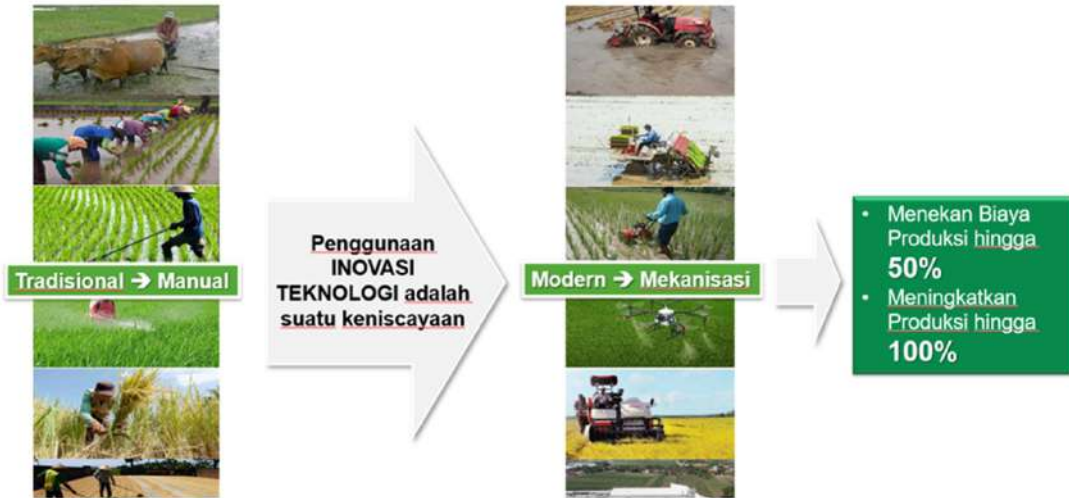 Tradisional → Manual
Penggunaan
INOVASI
TEKNOLOGI adalah
suatu keniscayaan
Modern → Mekanisasi
• Menekan Biaya
Produksi hingga
50%
• Meningkatkan
Produksi hingga
100%